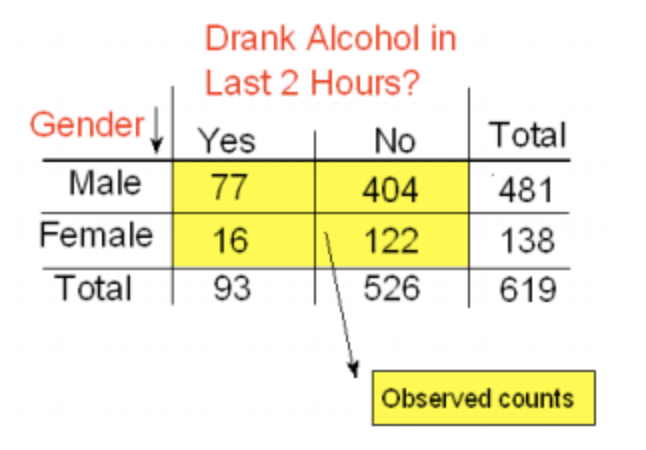 Drank Alcohol in
Last 2 Hours?
Gender Yes No Total
Male 77 404 481
Female 16 122 138
Total 93 526 619
Observed counts